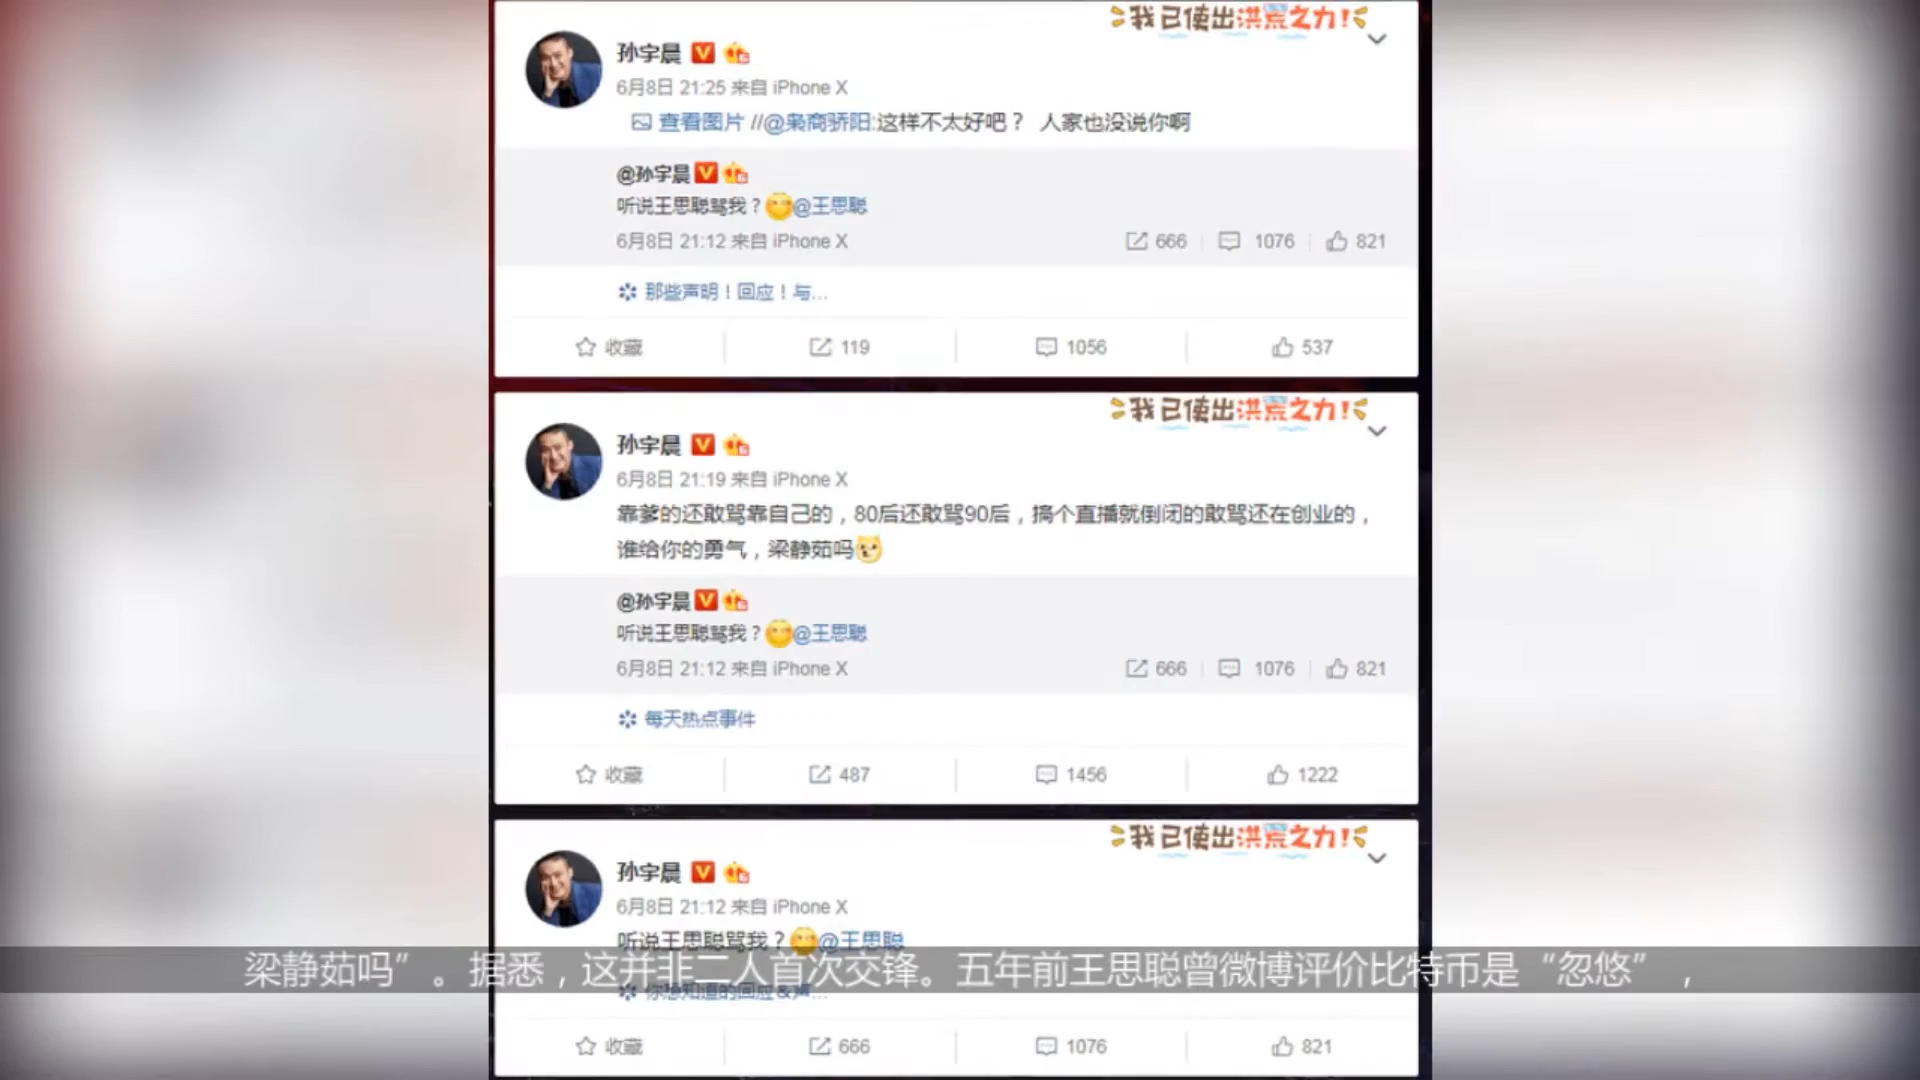 我已使出洪荒之力!
孙宇晨
6月8日 21:25 来自 iPhone X
查看图片 //@枭商骄阳:这样不太好吧? 人家也没说你啊
@孙宇晨
听说王思聪骂我?@王思聪
6月8日 21:12 来自 iPhone X 666 1076 821
那些声明!回应!与...
收藏 119 1056 537
我已使出洪荒之力!
孙宇晨
6月8日 21:19 来自 iPhone X
靠爹的还敢骂靠自己的，80后还敢骂90后，搞个直播就倒闭的敢骂还在创业的，
谁给你的勇气，梁静茹吗
@孙宇晨
听说王思聪骂我?@王思聪
6月8日 21:12 来自 iPhone X 666 1076 821
每天热点事件
收藏 487 1456 1222
我已使出洪荒之力!
孙宇晨
6月8日 21:12 来自 iPhone X
听说王思聪骂我?@王思聪
梁静茹吗”。据悉，这并非二人首次交锋。五年前王思聪曾微博评价比特币是“忽悠”，
你想知道的回应&声...
收藏 666 1076 821